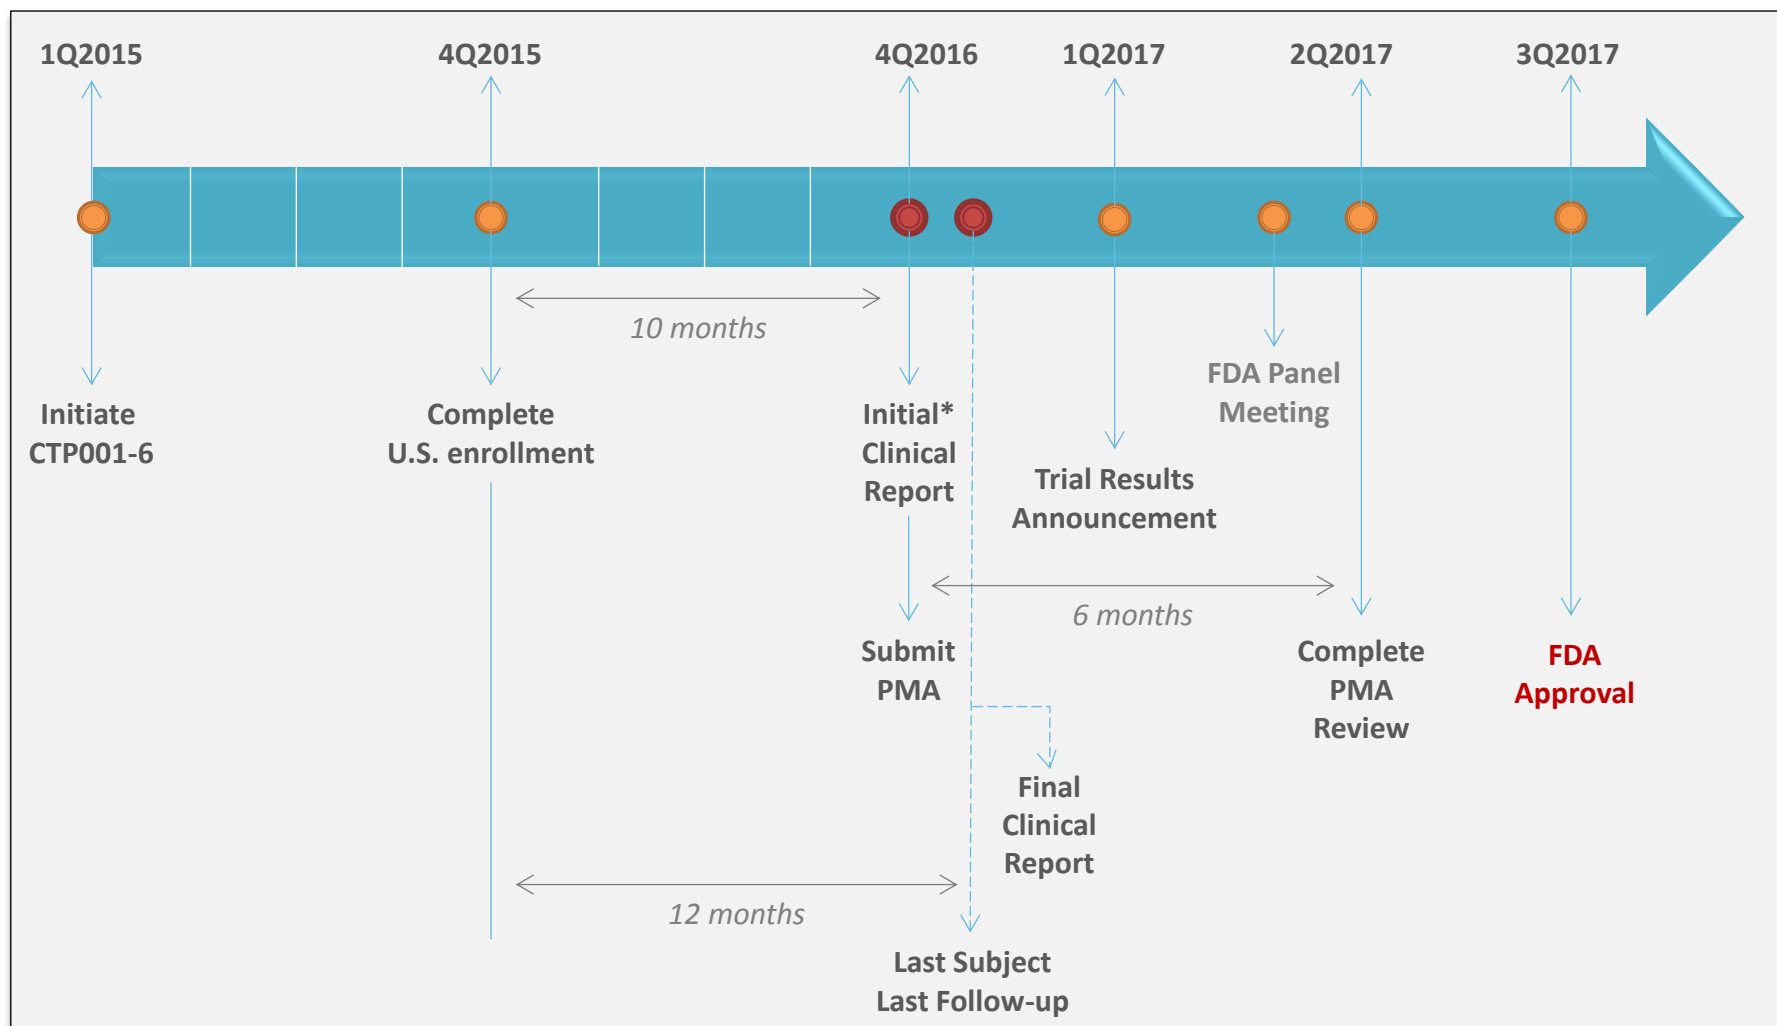 1Q2015
4Q2015
4Q2016
1Q2017
2Q2017
3Q2017
10 months
Initiate
CTP001-6
Complete
U.S. enrollment
Initial*
Clinical
Report
Trial Results
Announcement
FDA Panel
Meeting
6 months
Submit
PMA
Complete
PMA
Review
FDA
Approval
Final
Clinical
Report
12 months
Last Subject
Last Follow-up